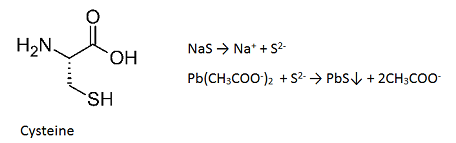 O
H₂N
OH
SH
NaS → Na⁺ + S²⁻
Pb(CH₃COO⁻)₂ + S²⁻ → PbS↓ + 2CH₃COO⁻
Cysteine